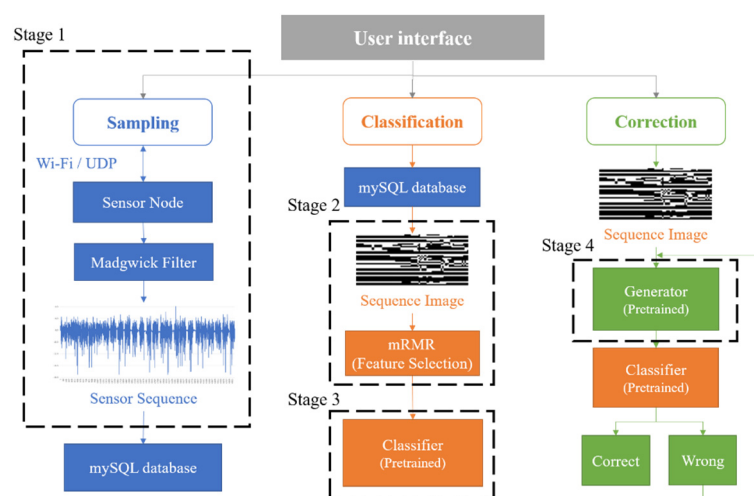 Stage 1
User interface
Sampling
Wi-Fi / UDP
Sensor Node
Madgwick Filter
Sensor Sequence
mySQL database
Classification
mySQL database
Stage 2
Sequence Image
mRMR
(Feature Selection)
Stage 3
Classifier
(Pretrained)
Correction
Sequence Image
Stage 4
Generator
(Pretrained)
Classifier
(Pretrained)
Correct
Wrong